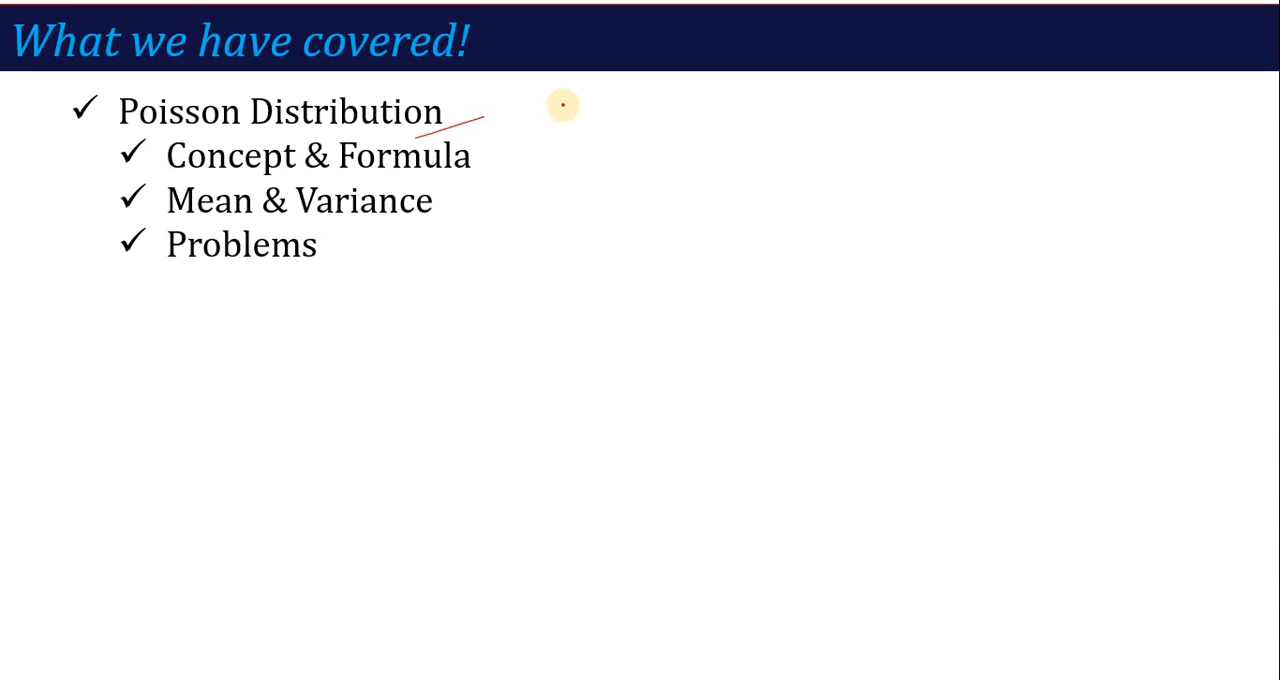 What we have covered!
✓ Poisson Distribution
✓ Concept & Formula
✓ Mean & Variance
✓ Problems